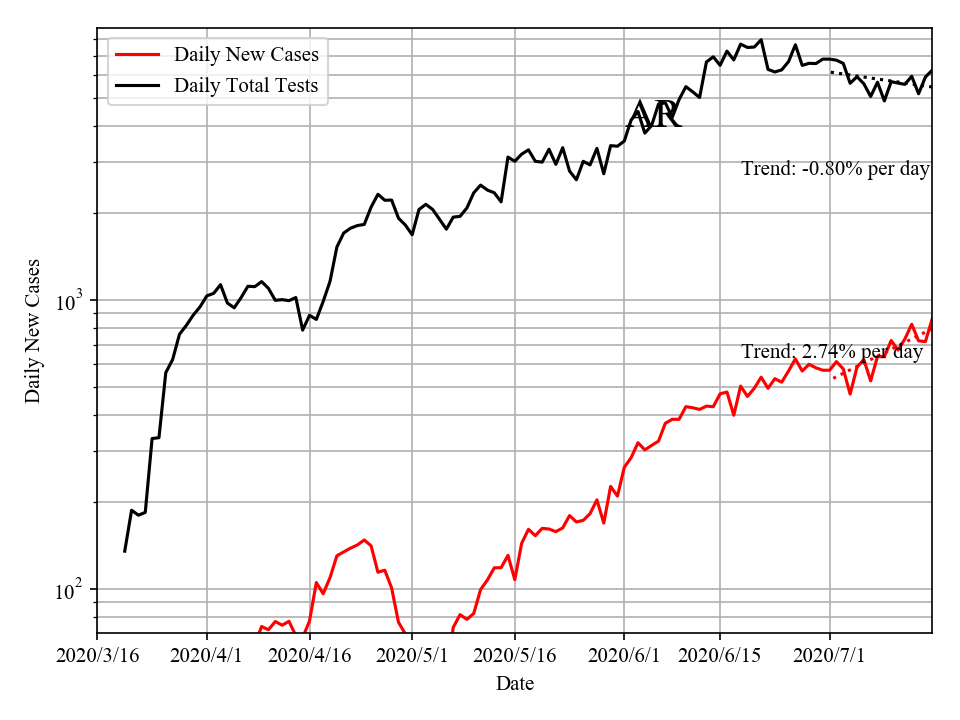 Daily New Cases
Daily Total Tests
AR
Trend: -0.80% per day
Trend: 2.74% per day
10³
10²
Daily New Cases
2020/3/16 2020/4/1 2020/4/16 2020/5/1 2020/5/16 2020/6/1 2020/6/15 2020/7/1
Date